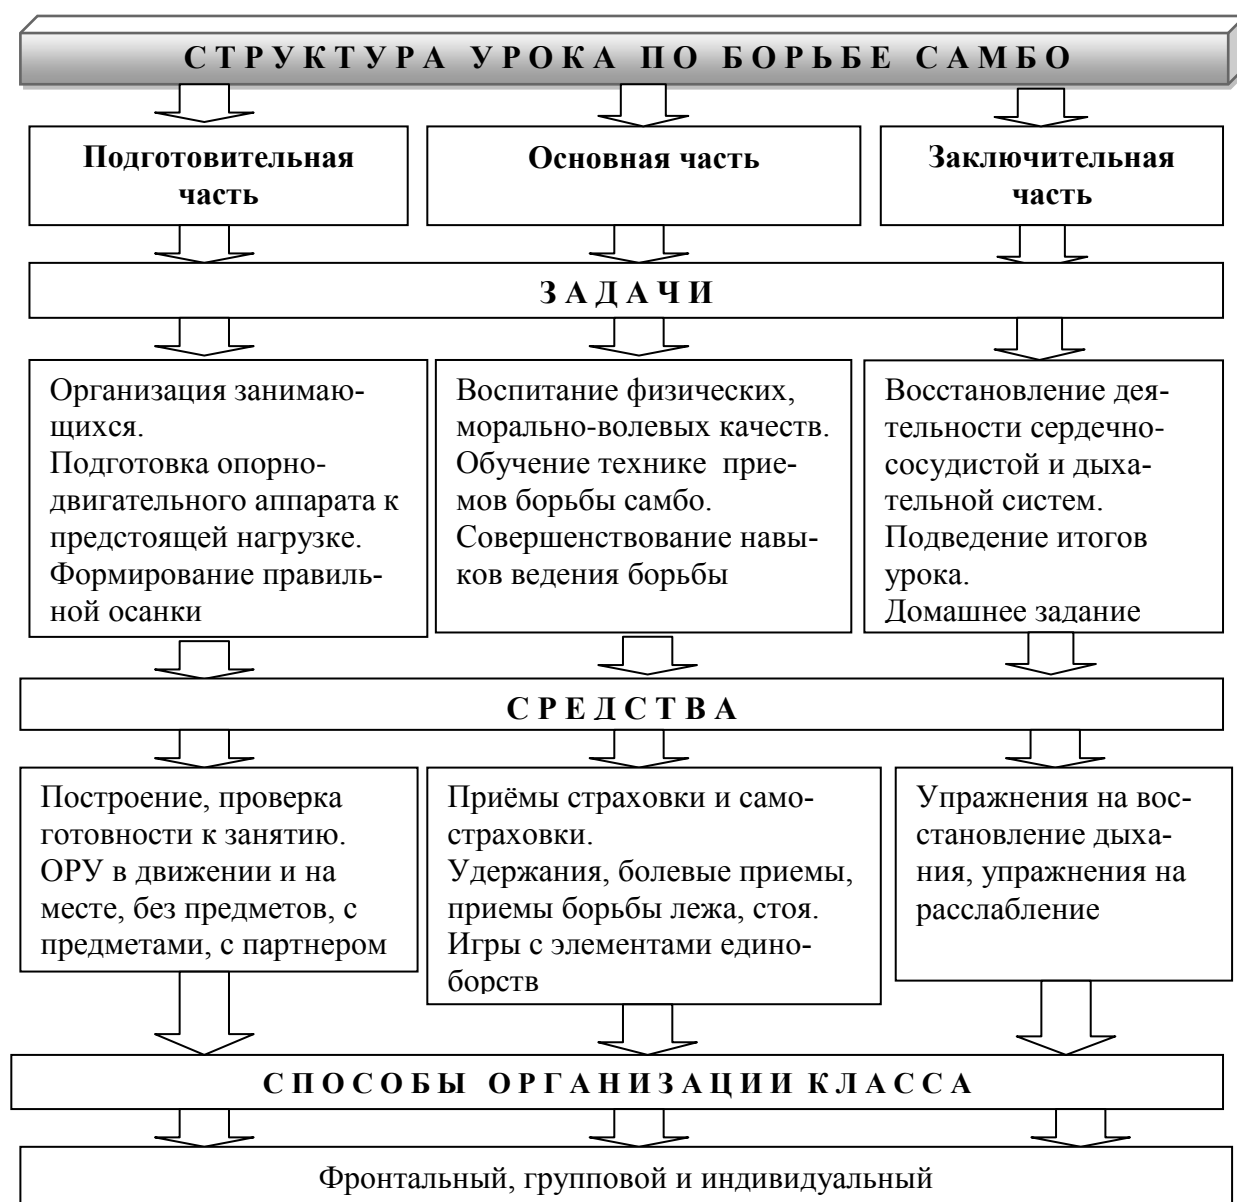 СТРУКТУРА УРОКА ПО БОРЬБЕ САМБО
Подготовительная
часть
Основная часть
Заключительная
часть
ЗАДАЧИ
Организация занимаю-
щихся.
Подготовка опорно-
двигательного аппарата к
предстоящей нагрузке.
Формирование правиль-
ной осанки
Воспитание физических,
морально-волевых качеств.
Обучение технике прие-
мов борьбы самбо.
Совершенствование навы-
ков ведения борьбы
Восстановление дея-
тельности сердечно-
сосудистой и дыха-
тельной систем.
Подведение итогов
урока.
Домашнее задание
СРЕДСТВА
Построение, проверка
готовности к занятию.
ОРУ в движении и на
месте, без предметов, с
предметами, с партнером
Приёмы страховки и само-
страховки.
Удержания, болевые приемы,
приемы борьбы лежа, стоя.
Игры с элементами едино-
борств
Упражнения на вос-
становление дыха-
ния, упражнения на
расслабление
СПОСОБЫ ОРГАНИЗАЦИИ КЛАССА
Фронтальный, групповой и индивидуальный